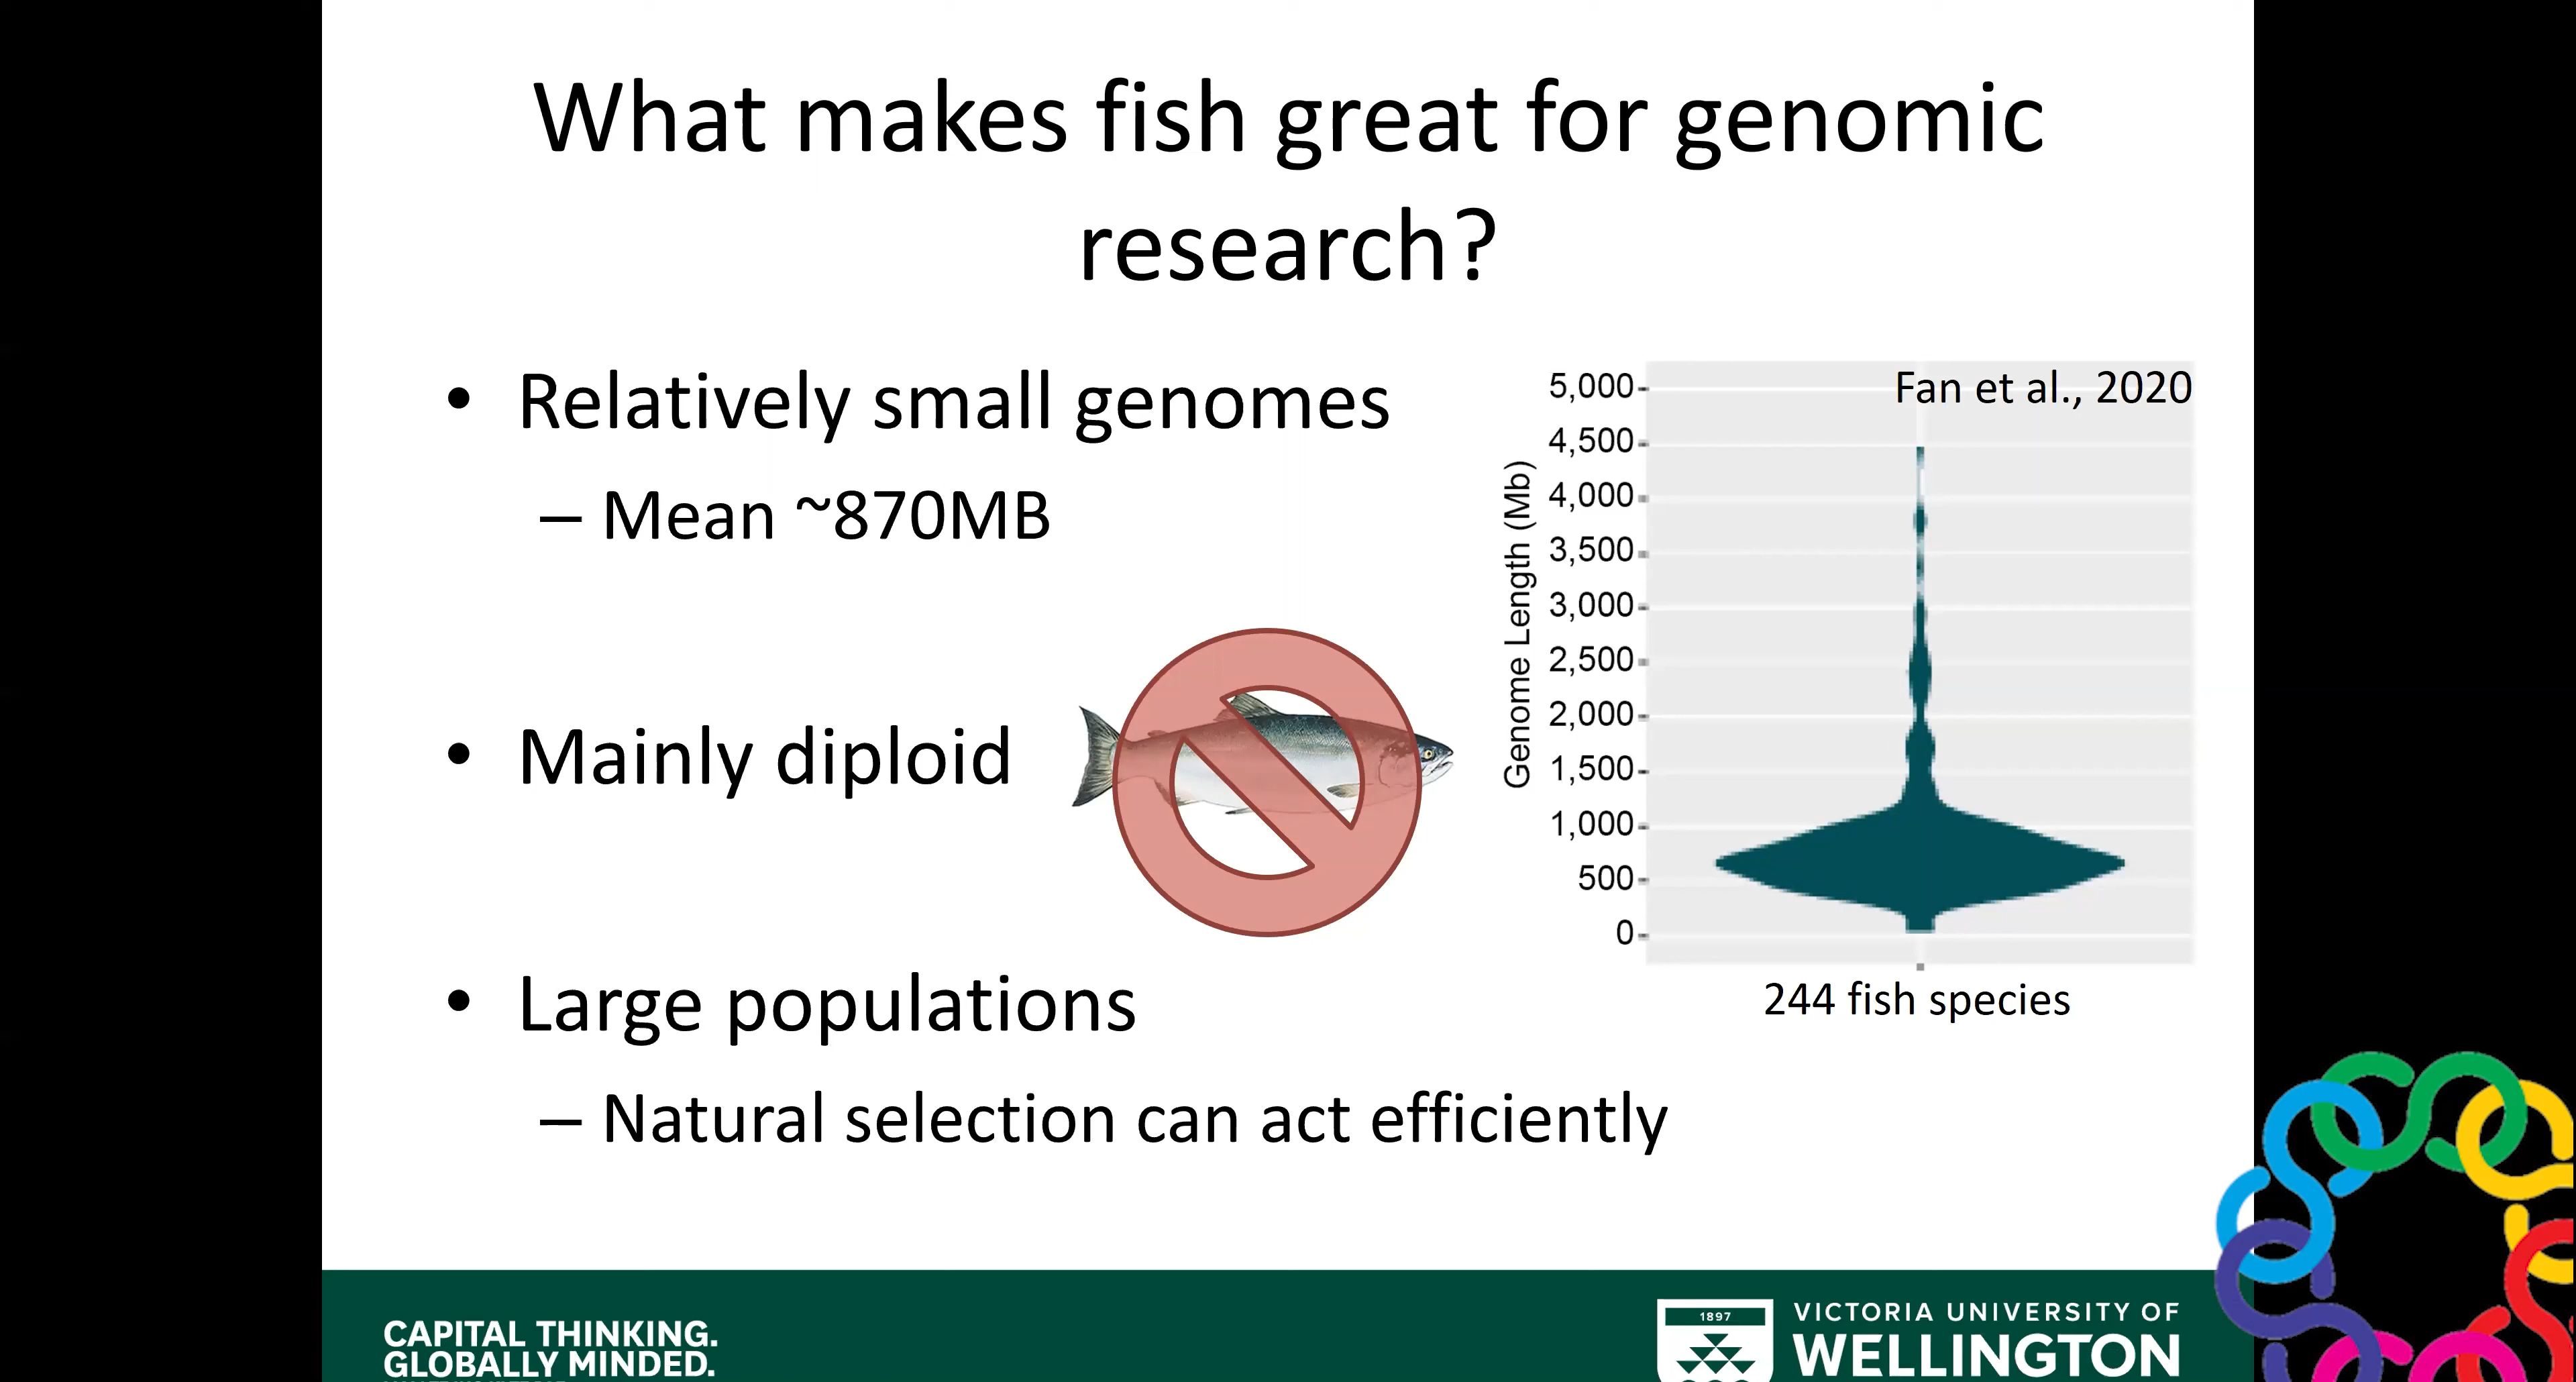 What makes fish great for genomic
research?
• Relatively small genomes
– Mean ~870MB
• Mainly diploid
• Large populations
– Natural selection can act efficiently
Fan et al., 2020
Genome Length (Mb)
5,000
4,500
4,000
3,500
3,000
2,500
2,000
1,500
1,000
500
0
244 fish species
CAPITAL THINKING.
GLOBALLY MINDED.
1897
VICTORIA UNIVERSITY OF
WELLINGTON